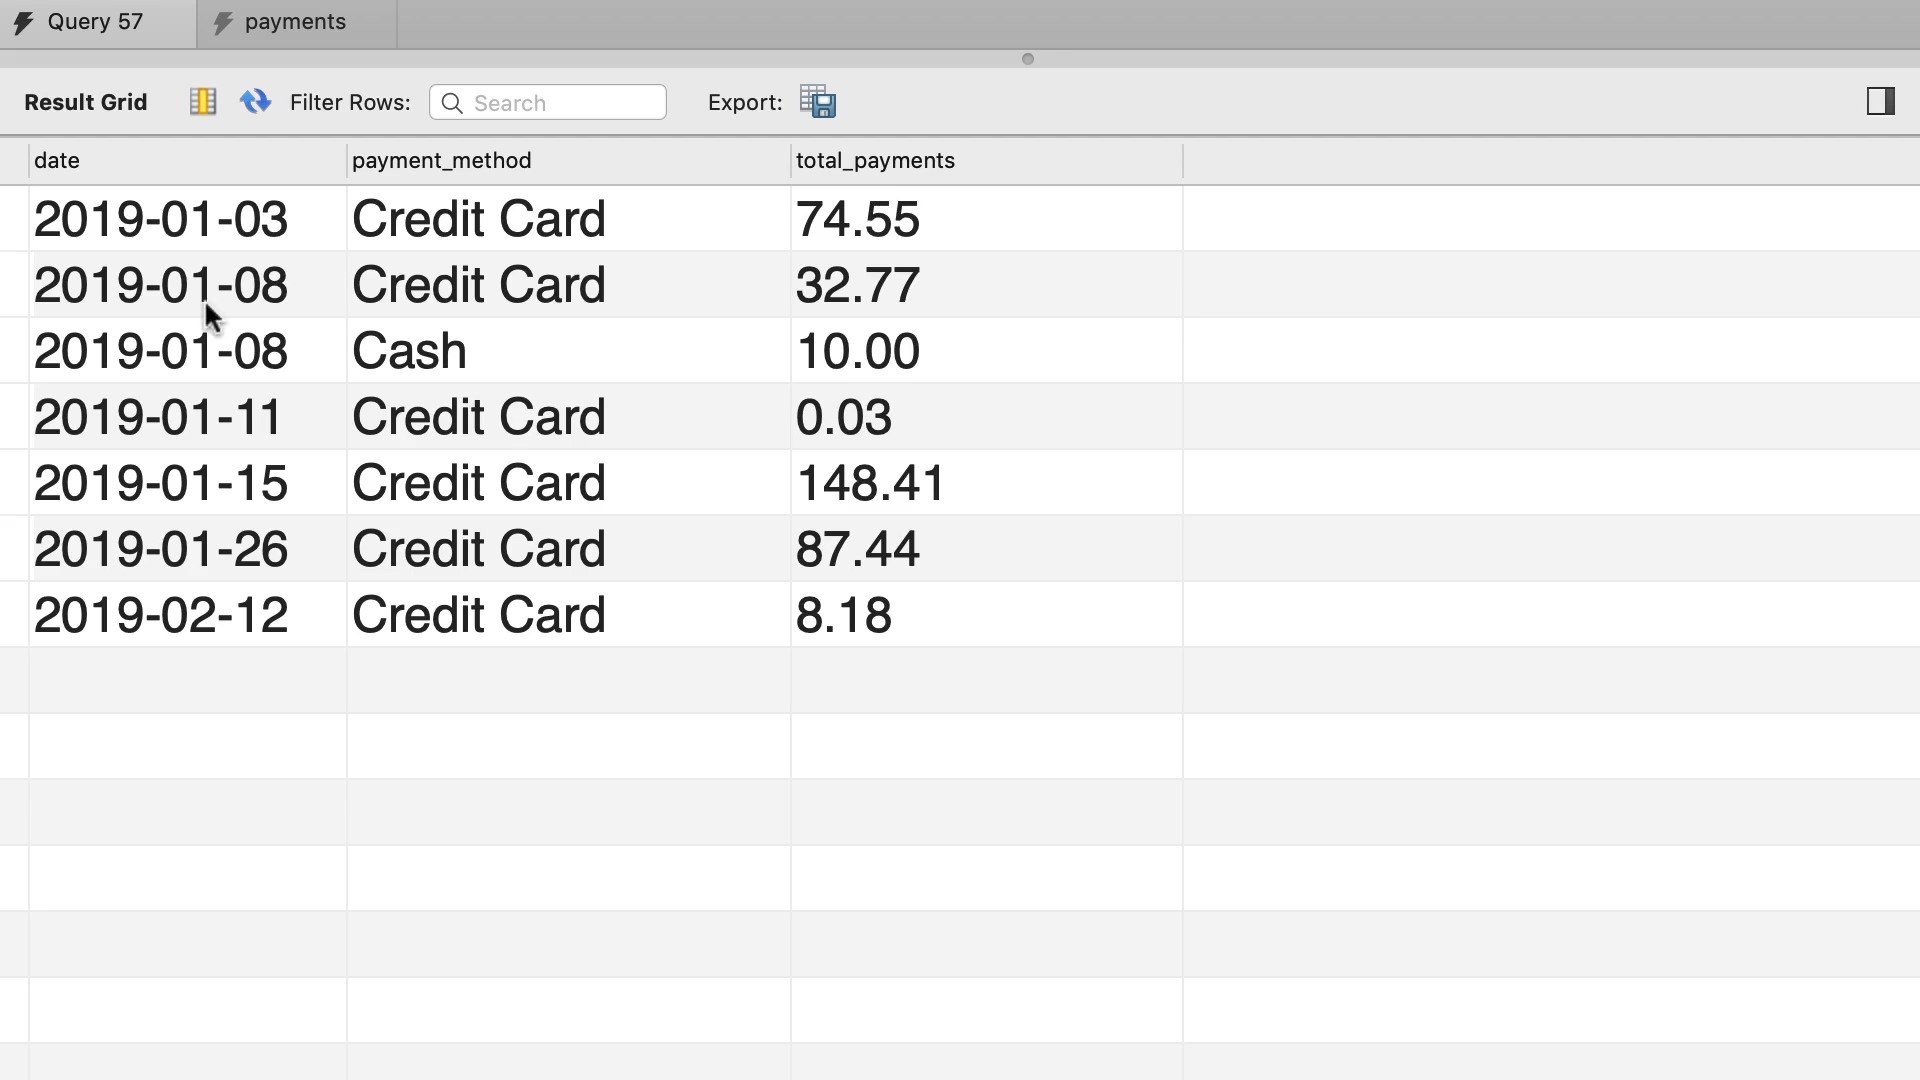 Query 57 payments
Result Grid Filter Rows: Search Export:
date payment_method total_payments
2019-01-03 Credit Card 74.55
2019-01-08 Credit Card 32.77
2019-01-08 Cash 10.00
2019-01-11 Credit Card 0.03
2019-01-15 Credit Card 148.41
2019-01-26 Credit Card 87.44
2019-02-12 Credit Card 8.18